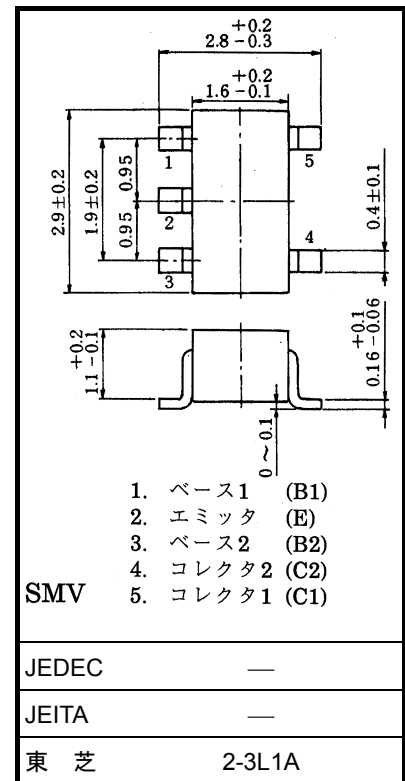 +0.2
2.8 -0.3
+0.2
1.6 -0.1
2.9±0.2
1.9±0.2
0.95
0.95
1
2
3
5
4
0.4±0.1
+0.2
1.1 -0.1
+0.1
0.16 -0.06
0 ~ 0.1
1. ベース1 (B1)
2. エミッタ (E)
3. ベース2 (B2)
4. コレクタ2 (C2)
SMV 5. コレクタ1 (C1)
JEDEC —
JEITA —
東 芝 2-3L1A